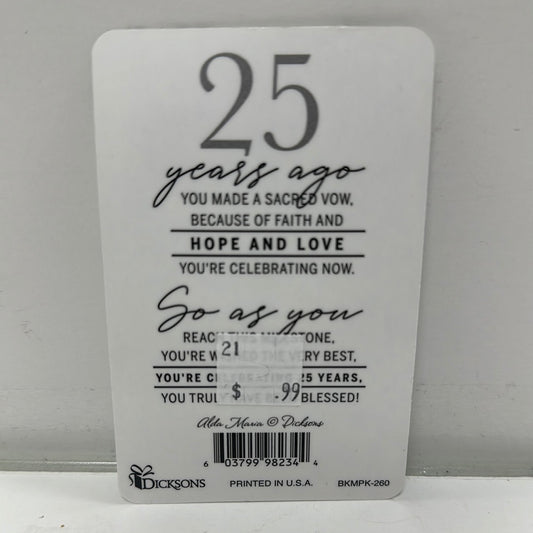 25
years ago
YOU MADE A SACRED VOW,
BECAUSE OF FAITH AND
HOPE AND LOVE
YOU'RE CELEBRATING NOW.
So as you
REACH THIS MILESTONE,
YOU'RE WISHED THE VERY BEST,
YOU'RE CELEBRATING 25 YEARS,
YOU TRULY HAVE BEEN BLESSED!
21
$ .99
Alda Maria © Dicksons
6 03799 98234 4
DICKSONS PRINTED IN U.S.A. BKMPK-260